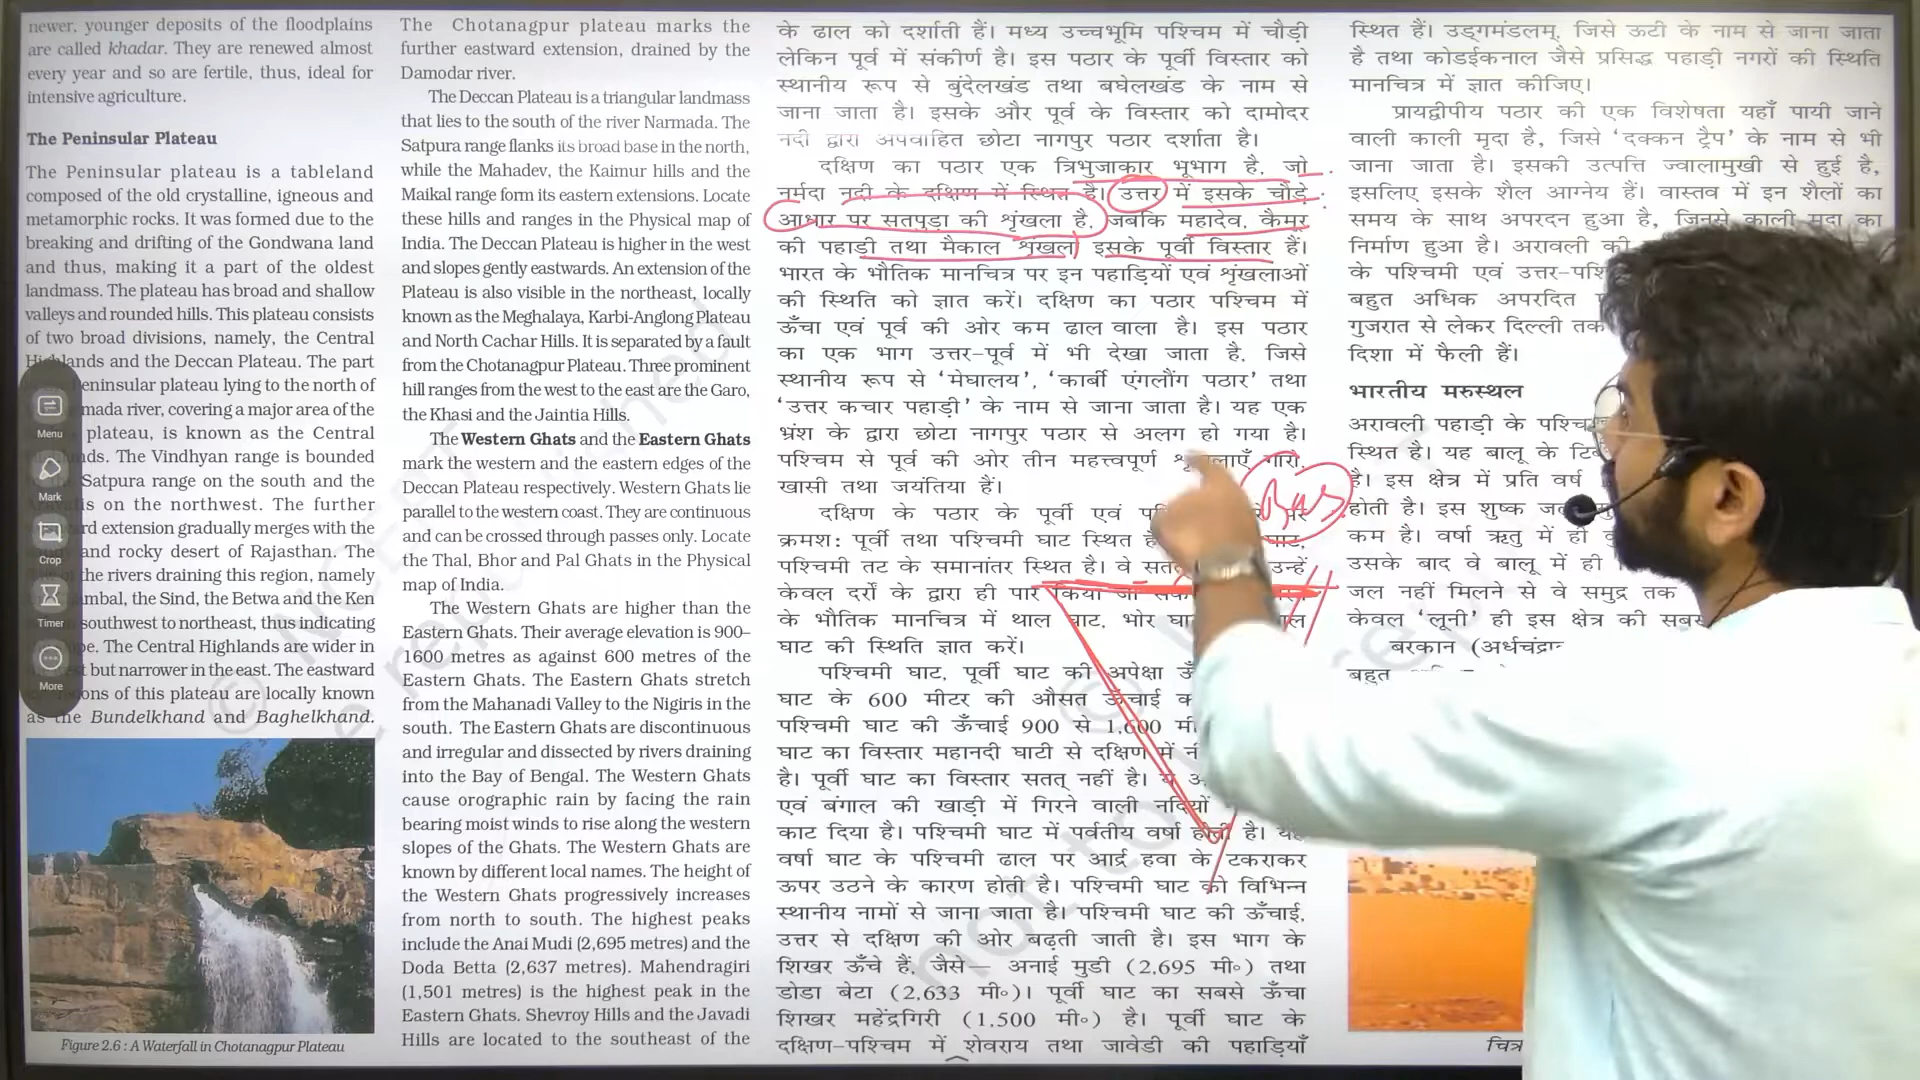 newer, younger deposits of the floodplains
are called khadar. They are renewed almost
every year and so are fertile, thus, ideal for
intensive agriculture.
The Peninsular Plateau
The Peninsular plateau is a tableland
composed of the old crystalline, igneous and
metamorphic rocks. It was formed due to the
breaking and drifting of the Gondwana land
and thus, making it a part of the oldest
landmass. The plateau has broad and shallow
valleys and rounded hills. This plateau consists
of two broad divisions, namely, the Central
Highlands and the Deccan Plateau. The part
eninsular plateau lying to the north of
mada river, covering a major area of the
plateau, is known as the Central
nds. The Vindhyan range is bounded
Satpura range on the south and the
is on the northwest. The further
rd extension gradually merges with the
and rocky desert of Rajasthan. The
the rivers draining this region, namely
mbal, the Sind, the Betwa and the Ken
southwest to northeast, thus indicating
pe. The Central Highlands are wider in
t but narrower in the east. The eastward
ons of this plateau are locally known
as the Bundelkhand and Baghelkhand.
Figure 2.6 : A Waterfall in Chotanagpur Plateau
Menu
Mark
Crop
Timer
More
The Chotanagpur plateau marks the
further eastward extension, drained by the
Damodar river.
The Deccan Plateau is a triangular landmass
that lies to the south of the river Narmada. The
Satpura range flanks its broad base in the north,
while the Mahadev, the Kaimur hills and the
Maikal range form its eastern extensions. Locate
these hills and ranges in the Physical map of
India. The Deccan Plateau is higher in the west
and slopes gently eastwards. An extension of the
Plateau is also visible in the northeast, locally
known as the Meghalaya, Karbi-Anglong Plateau
and North Cachar Hills. It is separated by a fault
from the Chotanagpur Plateau. Three prominent
hill ranges from the west to the east are the Garo,
the Khasi and the Jaintia Hills.
The Western Ghats and the Eastern Ghats
mark the western and the eastern edges of the
Deccan Plateau respectively. Western Ghats lie
parallel to the western coast. They are continuous
and can be crossed through passes only. Locate
the Thal, Bhor and Pal Ghats in the Physical
map of India.
The Western Ghats are higher than the
Eastern Ghats. Their average elevation is 900–
1600 metres as against 600 metres of the
Eastern Ghats. The Eastern Ghats stretch
from the Mahanadi Valley to the Nigiris in the
south. The Eastern Ghats are discontinuous
and irregular and dissected by rivers draining
into the Bay of Bengal. The Western Ghats
cause orographic rain by facing the rain
bearing moist winds to rise along the western
slopes of the Ghats. The Western Ghats are
known by different local names. The height of
the Western Ghats progressively increases
from north to south. The highest peaks
include the Anai Mudi (2,695 metres) and the
Doda Betta (2,637 metres). Mahendragiri
(1,501 metres) is the highest peak in the
Eastern Ghats. Shevroy Hills and the Javadi
Hills are located to the southeast of the
के ढाल को दर्शाती हैं। मध्य उच्चभूमि पश्चिम में चौड़ी
लेकिन पूर्व में संकीर्ण है। इस पठार के पूर्वी विस्तार को
स्थानीय रूप से बुंदेलखंड तथा बघेलखंड के नाम से
जाना जाता है। इसके और पूर्व के विस्तार को दामोदर
नदी द्वारा अपवाहित छोटा नागपुर पठार दर्शाता है।
दक्षिण का पठार एक त्रिभुजाकार भूभाग है, जो
नर्मदा नदी के दक्षिण में स्थित है। उत्तर में इसके चौड़े
आधार पर सतपुड़ा की शृंखला है, जबकि महादेव, कैमूर
की पहाड़ी तथा मैकाल शृंखला इसके पूर्वी विस्तार हैं।
भारत के भौतिक मानचित्र पर इन पहाड़ियों एवं शृंखलाओं
की स्थिति को ज्ञात करें। दक्षिण का पठार पश्चिम में
ऊँचा एवं पूर्व की ओर कम ढाल वाला है। इस पठार
का एक भाग उत्तर-पूर्व में भी देखा जाता है, जिसे
स्थानीय रूप से ‘मेघालय’, ‘कार्बी एंगलौंग पठार’ तथा
‘उत्तर कचार पहाड़ी’ के नाम से जाना जाता है। यह एक
भ्रंश के द्वारा छोटा नागपुर पठार से अलग हो गया है।
पश्चिम से पूर्व की ओर तीन महत्त्वपूर्ण शृंखलाएँ गारो,
खासी तथा जयंतिया हैं।
दक्षिण के पठार के पूर्वी एवं
क्रमश: पूर्वी तथा पश्चिमी घाट स्थित
पश्चिमी तट के समानांतर स्थित है। वे उन्हें
केवल दर्रों के द्वारा ही पार किया जा
के भौतिक मानचित्र में थाल घाट, भोर
घाट की स्थिति ज्ञात करें।
पश्चिमी घाट, पूर्वी घाट की अपेक्षा
घाट के 600 मीटर की औसत ऊँचाई
पश्चिमी घाट की ऊँचाई 900 से 1,600
घाट का विस्तार महानदी घाटी से दक्षिण में
है। पूर्वी घाट का विस्तार सतत् नहीं है।
एवं बंगाल की खाड़ी में गिरने वाली नदियों
काट दिया है। पश्चिमी घाट में पर्वतीय वर्षा होती है। यह
वर्षा घाट के पश्चिमी ढाल पर आर्द्र हवा के टकराकर
ऊपर उठने के कारण होती है। पश्चिमी घाट को विभिन्न
स्थानीय नामों से जाना जाता है। पश्चिमी घाट की ऊँचाई,
उत्तर से दक्षिण की ओर बढ़ती जाती है। इस भाग के
शिखर ऊँचे हैं, जैसे— अनाई मुडी (2,695 मी०) तथा
डोडा बेटा (2,633 मी०)। पूर्वी घाट का सबसे ऊँचा
शिखर महेंद्रगिरी (1,500 मी०) है। पूर्वी घाट के
दक्षिण-पश्चिम में शेवराय तथा जावेडी की पहाड़ियाँ
स्थित हैं। उड्गमंडलम्, जिसे ऊटी के नाम से जाना जाता
है तथा कोडईकनाल जैसे प्रसिद्ध पहाड़ी नगरों की स्थिति
मानचित्र में ज्ञात कीजिए।
प्रायद्वीपीय पठार की एक विशेषता यहाँ पायी जाने
वाली काली मृदा है, जिसे ‘दक्कन ट्रैप’ के नाम से भी
जाना जाता है। इसकी उत्पत्ति ज्वालामुखी से हुई है,
इसलिए इसके शैल आग्नेय हैं। वास्तव में इन शैलों का
समय के साथ अपरदन हुआ है, जिनसे काली मृदा का
निर्माण हुआ है। अरावली की
के पश्चिमी एवं
बहुत अधिक अपरदित
गुजरात से लेकर दिल्ली तक
दिशा में फैली हैं।
भारतीय मरुस्थल
अरावली पहाड़ी के
स्थित है। यह बालू के
है। इस क्षेत्र में प्रति वर्ष
होती है। इस शुष्क
कम है। वर्षा ऋतु में ही
उसके बाद वे बालू में ही
जल नहीं मिलने से वे समुद्र तक
केवल ‘लूनी’ ही इस क्षेत्र की
बरकान
बहुत
चित्र